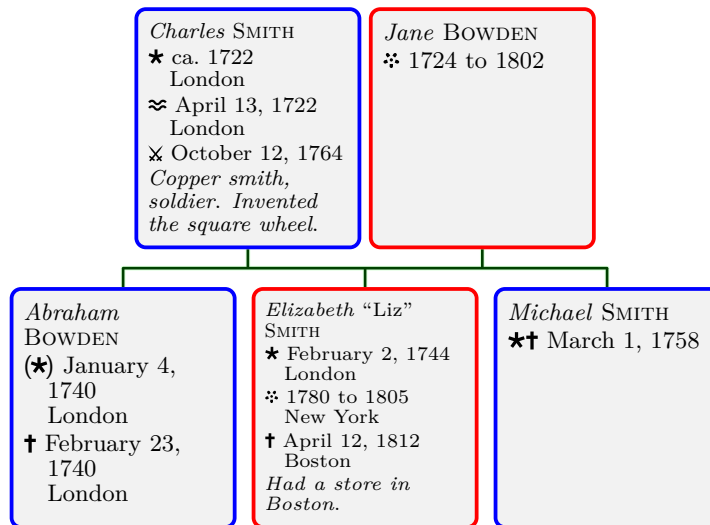 Charles SMITH
★ ca. 1722
London
≈ April 13, 1722
London
⚔ October 12, 1764
Copper smith,
soldier. Invented
the square wheel.
Jane BOWDEN
፨ 1724 to 1802
Abraham
BOWDEN
(★) January 4,
1740
London
✝ February 23,
1740
London
Elizabeth “Liz”
SMITH
★ February 2, 1744
London
፨ 1780 to 1805
New York
✝ April 12, 1812
Boston
Had a store in
Boston.
Michael SMITH
★✝ March 1, 1758